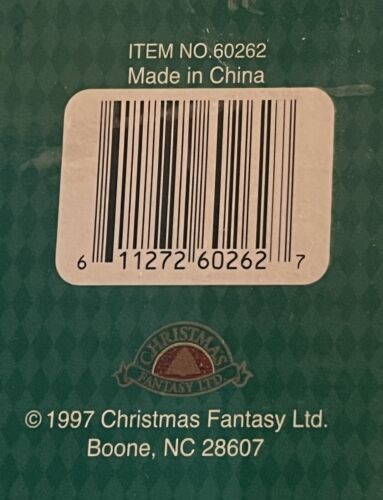 ITEM NO.60262
Made in China
6 11272 60262 7
CHRISTMAS
FANTASY LTD
© 1997 Christmas Fantasy Ltd.
Boone, NC 28607